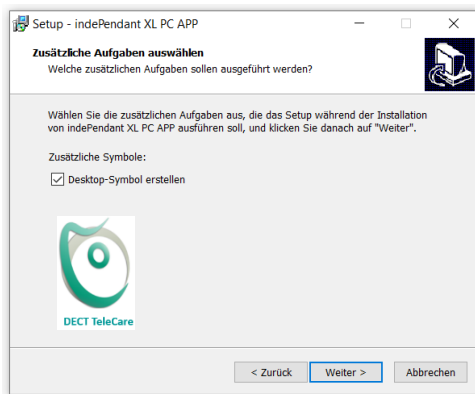 Setup - indePendant XL PC APP
Zusätzliche Aufgaben auswählen
Welche zusätzlichen Aufgaben sollen ausgeführt werden?
Wählen Sie die zusätzlichen Aufgaben aus, die das Setup während der Installation
von indePendant XL PC APP ausführen soll, und klicken Sie danach auf "Weiter".
Zusätzliche Symbole:
Desktop-Symbol erstellen
DECT TeleCare
< Zurück Weiter > Abbrechen